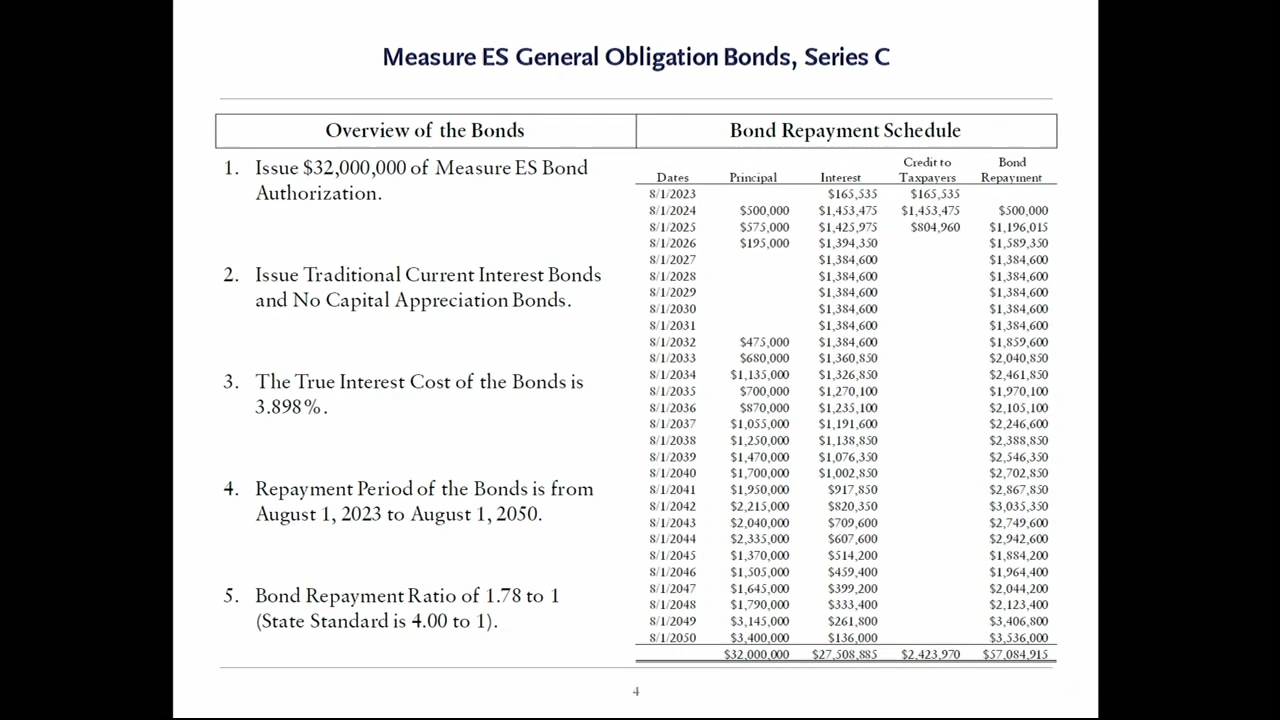 Measure ES General Obligation Bonds, Series C
Overview of the Bonds
1. Issue $32,000,000 of Measure ES Bond
Authorization.
2. Issue Traditional Current Interest Bonds
and No Capital Appreciation Bonds.
3. The True Interest Cost of the Bonds is
3.898%.
4. Repayment Period of the Bonds is from
August 1, 2023 to August 1, 2050.
5. Bond Repayment Ratio of 1.78 to 1
(State Standard is 4.00 to 1).
Bond Repayment Schedule
Credit to Bond
Dates Principal Interest Taxpayers Repayment
8/1/2023 $165,535 $165,535
8/1/2024 $500,000 $1,453,475 $1,453,475 $500,000
8/1/2025 $575,000 $1,425,975 $804,960 $1,196,015
8/1/2026 $195,000 $1,394,350 $1,589,350
8/1/2027 $1,384,600 $1,384,600
8/1/2028 $1,384,600 $1,384,600
8/1/2029 $1,384,600 $1,384,600
8/1/2030 $1,384,600 $1,384,600
8/1/2031 $1,384,600 $1,384,600
8/1/2032 $475,000 $1,384,600 $1,859,600
8/1/2033 $680,000 $1,360,850 $2,040,850
8/1/2034 $1,135,000 $1,326,850 $2,461,850
8/1/2035 $700,000 $1,270,100 $1,970,100
8/1/2036 $870,000 $1,235,100 $2,105,100
8/1/2037 $1,055,000 $1,191,600 $2,246,600
8/1/2038 $1,250,000 $1,138,850 $2,388,850
8/1/2039 $1,470,000 $1,076,350 $2,546,350
8/1/2040 $1,700,000 $1,002,850 $2,702,850
8/1/2041 $1,950,000 $917,850 $2,867,850
8/1/2042 $2,215,000 $820,350 $3,035,350
8/1/2043 $2,040,000 $709,600 $2,749,600
8/1/2044 $2,335,000 $607,600 $2,942,600
8/1/2045 $1,370,000 $514,200 $1,884,200
8/1/2046 $1,505,000 $459,400 $1,964,400
8/1/2047 $1,645,000 $399,200 $2,044,200
8/1/2048 $1,790,000 $333,400 $2,123,400
8/1/2049 $3,145,000 $261,800 $3,406,800
8/1/2050 $3,400,000 $136,000 $3,536,000
$32,000,000 $27,508,885 $2,423,970 $57,084,915
4